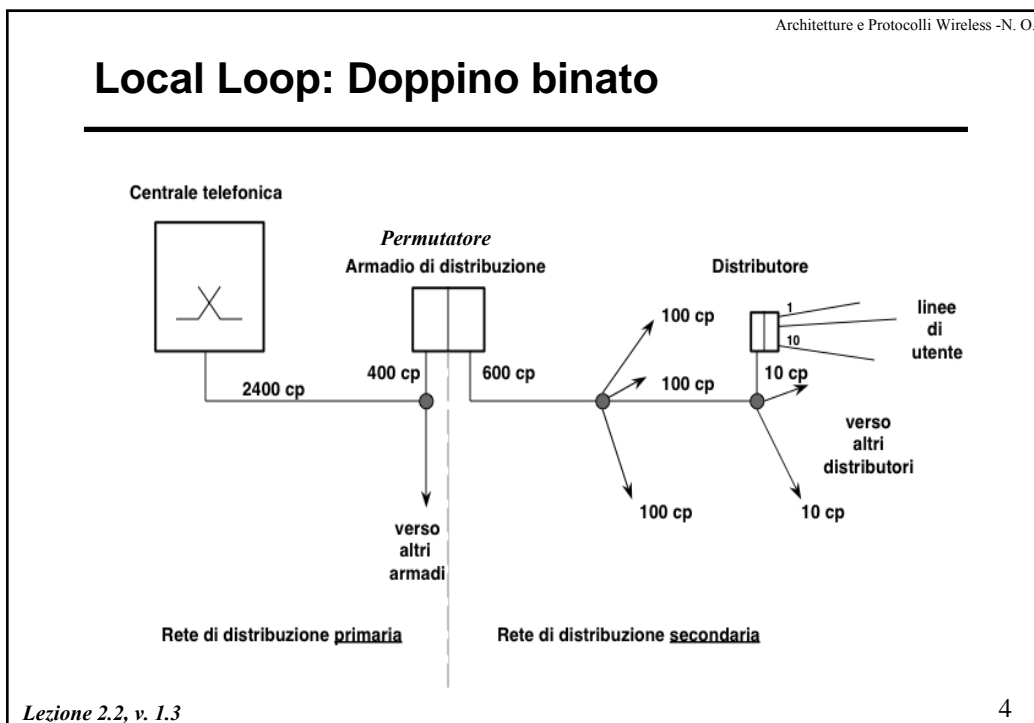 Architetture e Protocolli Wireless -N. O.
Local Loop: Doppino binato
Centrale telefonica
Permutatore
Armadio di distribuzione
Distributore
1
10
linee
di
utente
100 cp
2400 cp
400 cp
600 cp
100 cp
10 cp
verso
altri
distributori
100 cp
10 cp
verso
altri
armadi
Rete di distribuzione primaria
Rete di distribuzione secondaria
Lezione 2.2, v. 1.3
4